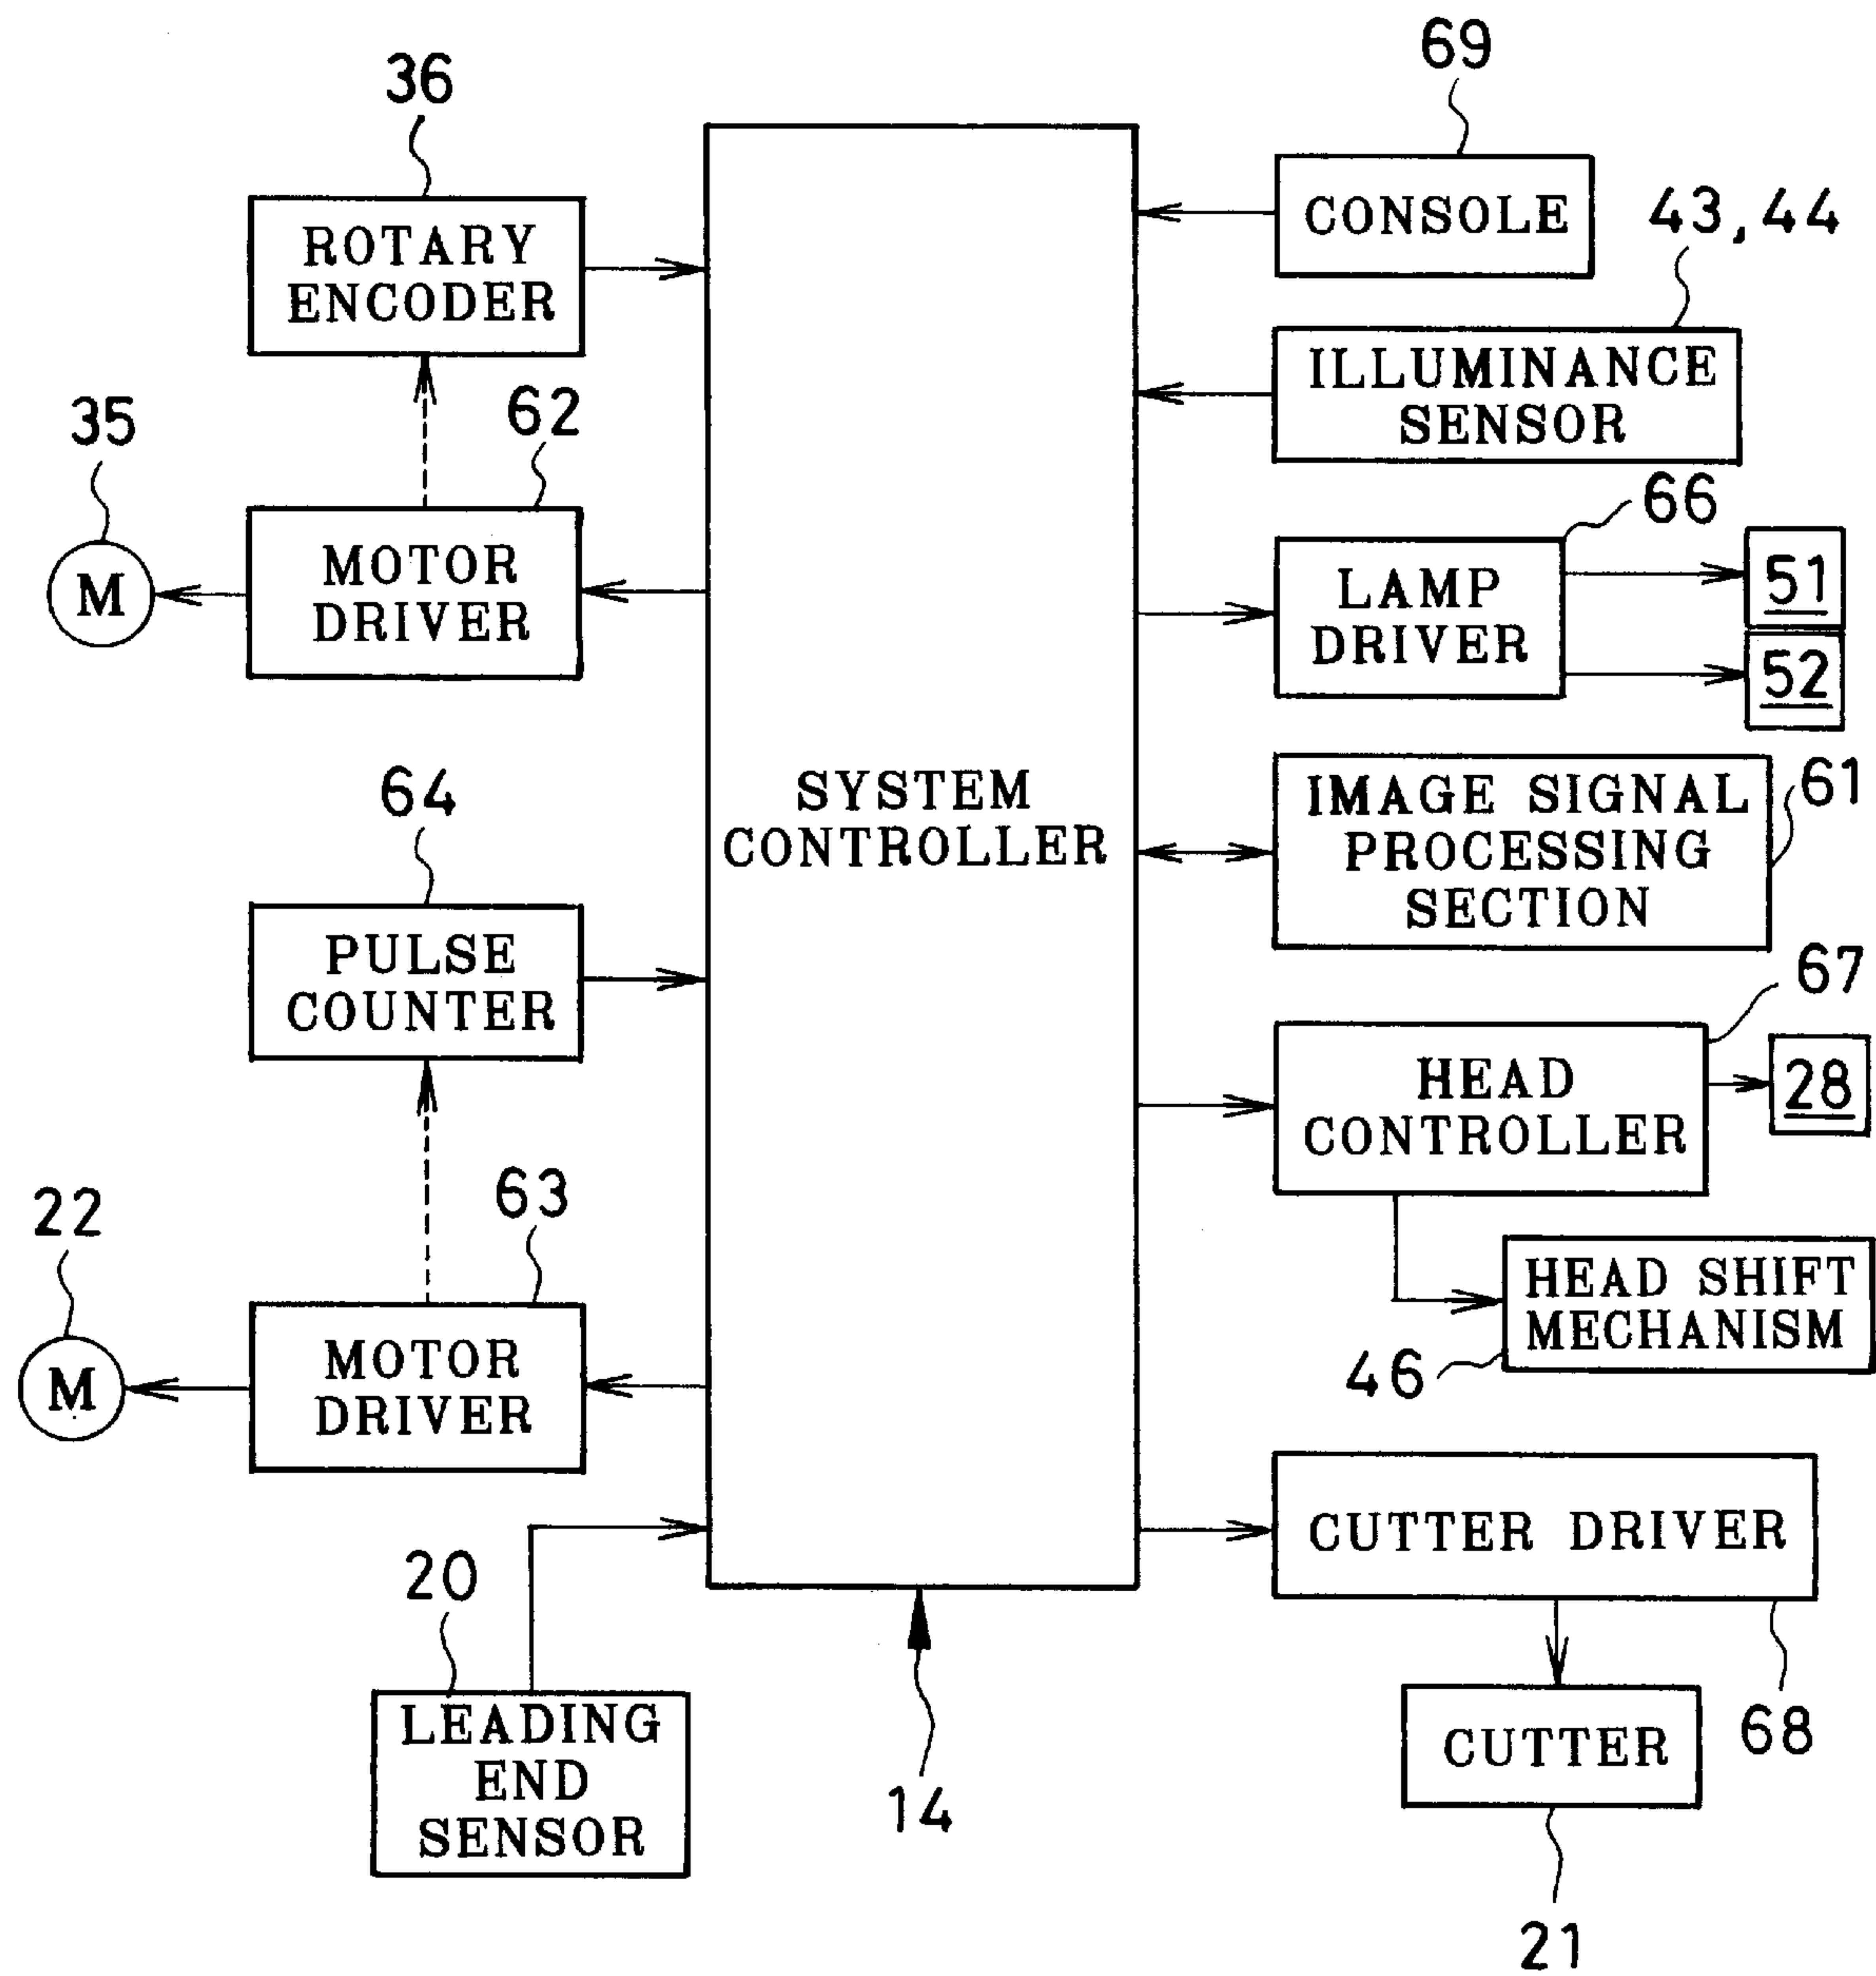 36
ROTARY
ENCODER
35
62
M
MOTOR
DRIVER
64
PULSE
COUNTER
22
63
M
MOTOR
DRIVER
20
LEADING
END
SENSOR
SYSTEM
CONTROLLER
14
69
CONSOLE
43,44
ILLUMINANCE
SENSOR
66
LAMP
DRIVER
51
52
IMAGE SIGNAL
PROCESSING
SECTION
61
67
HEAD
CONTROLLER
28
HEAD SHIFT
MECHANISM
46
CUTTER DRIVER
68
CUTTER
21